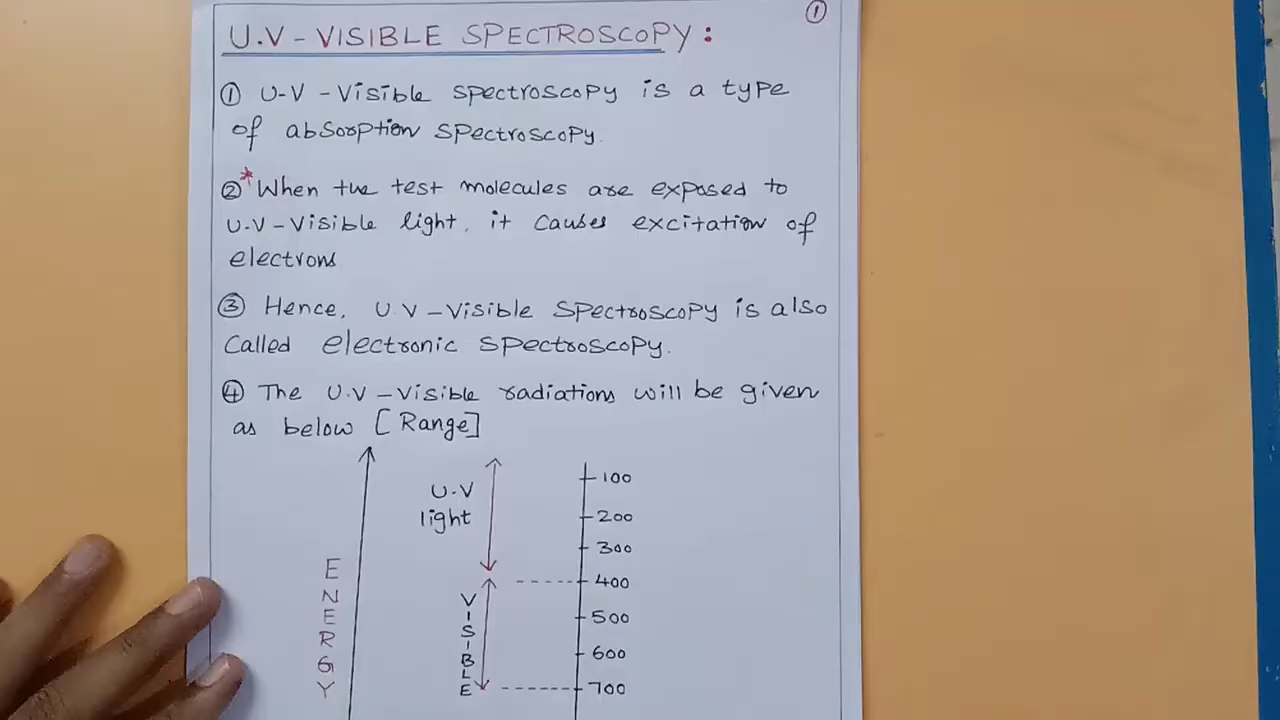 ①
U.V - VISIBLE SPECTROSCOPY :
① U-V - Visible spectroscopy is a type
of absorption spectroscopy.
②* When the test molecules are exposed to
U.V - Visible light, it causes excitation of
electrons
③ Hence, U.V - Visible spectroscopy is also
called electronic spectroscopy.
④ The U.V - Visible radiations will be given
as below [Range]
ENERGY
U.V
light
VISIBLE
100
200
300
400
500
600
700